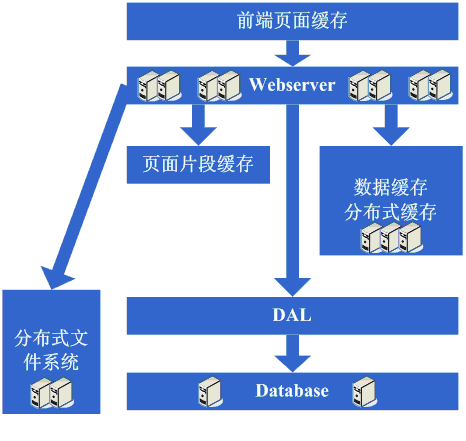 前端页面缓存
Webserver
页面片段缓存
数据缓存
分布式缓存
分布式文
件系统
DAL
Database